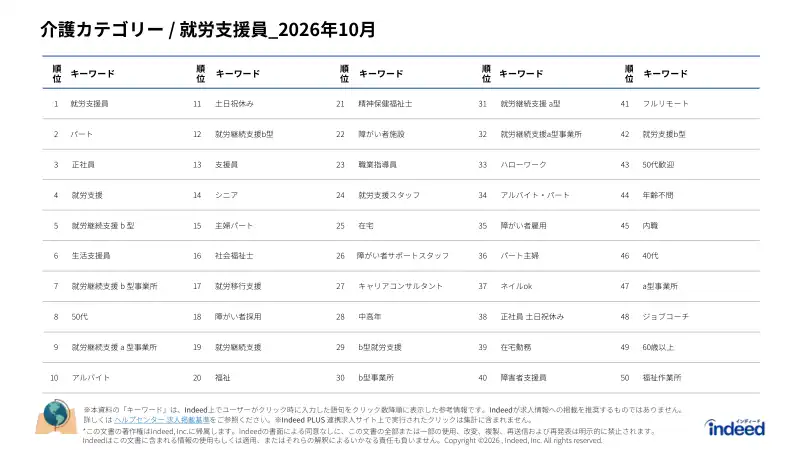 介護カテゴリー / 就労支援員_2026年10月
順位 キーワード 順位 キーワード 順位 キーワード 順位 キーワード 順位 キーワード
1 就労支援員 11 土日祝休み 21 精神保健福祉士 31 就労継続支援 a型 41 フルリモート
2 パート 12 就労継続支援b型 22 障がい者施設 32 就労継続支援a型事業所 42 就労支援b型
3 正社員 13 支援員 23 職業指導員 33 ハローワーク 43 50代歓迎
4 就労支援 14 シニア 24 就労支援スタッフ 34 アルバイト・パート 44 年齢不問
5 就労継続支援 b 型 15 主婦パート 25 在宅 35 障がい者雇用 45 内職
6 生活支援員 16 社会福祉士 26 障がい者サポートスタッフ 36 パート主婦 46 40代
7 就労継続支援 b 型事業所 17 就労移行支援 27 キャリアコンサルタント 37 ネイルok 47 a型事業所
8 50代 18 障がい者採用 28 中高年 38 正社員 土日祝休み 48 ジョブコーチ
9 就労継続支援 a 型事業所 19 就労継続支援 29 b型就労支援 39 在宅勤務 49 60歳以上
10 アルバイト 20 福祉 30 b型事業所 40 障害者支援員 50 福祉作業所
※本資料の「キーワード」は、Indeed上でユーザーがクリック時に入力した語句をクリック数降順に表示した参考情報です。Indeedが求人情報への掲載を推奨するものではありません。
詳しくは ヘルプセンター 求人掲載基準をご参照ください。※Indeed PLUS 連携求人サイト上で実行されたクリックは集計に含まれません。
*この文書の著作権はIndeed, Inc.に帰属します。Indeedの書面による同意なしに、この文書の全部または一部の使用、改変、複製、再送信および再発表は明示的に禁止されます。
Indeedはこの文書に含まれる情報の使用もしくは適用、またはそれらの解釈によるいかなる責任も負いません。Copyright ©2026 , Indeed, Inc. All rights reserved.
インディード
indeed